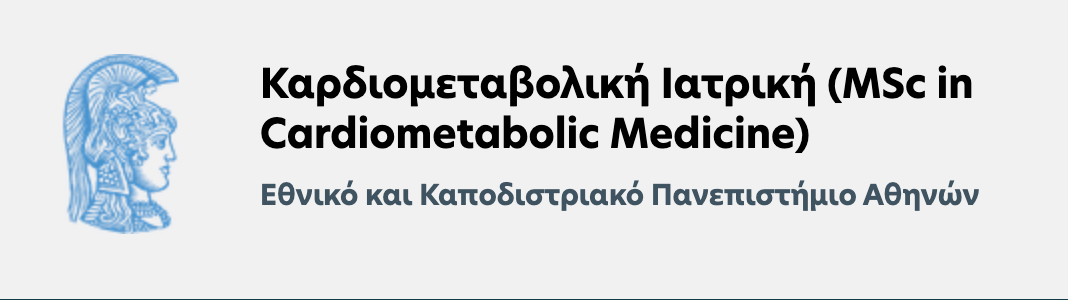 Καρδιομεταβολική Ιατρική (MSc in
Cardiometabolic Medicine)
Εθνικό και Καποδιστριακό Πανεπιστήμιο Αθηνών